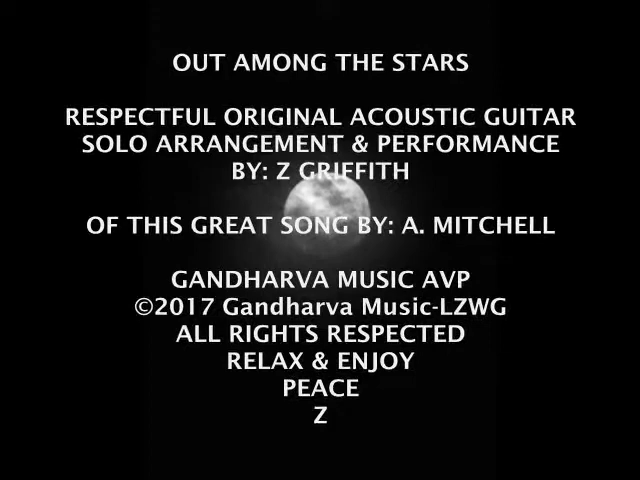 OUT AMONG THE STARS
RESPECTFUL ORIGINAL ACOUSTIC GUITAR
SOLO ARRANGEMENT & PERFORMANCE
BY: Z GRIFFITH
OF THIS GREAT SONG BY: A. MITCHELL
GANDHARVA MUSIC AVP
©2017 Gandharva Music-LZWG
ALL RIGHTS RESPECTED
RELAX & ENJOY
PEACE
Z